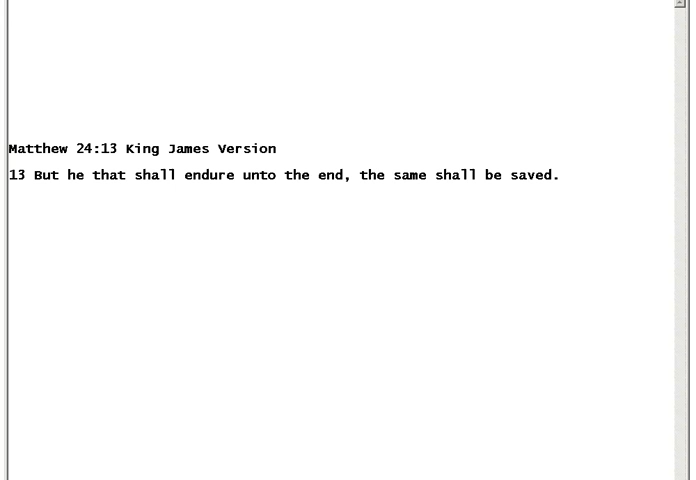 Matthew 24:13 King James Version
13 But he that shall endure unto the end, the same shall be saved.